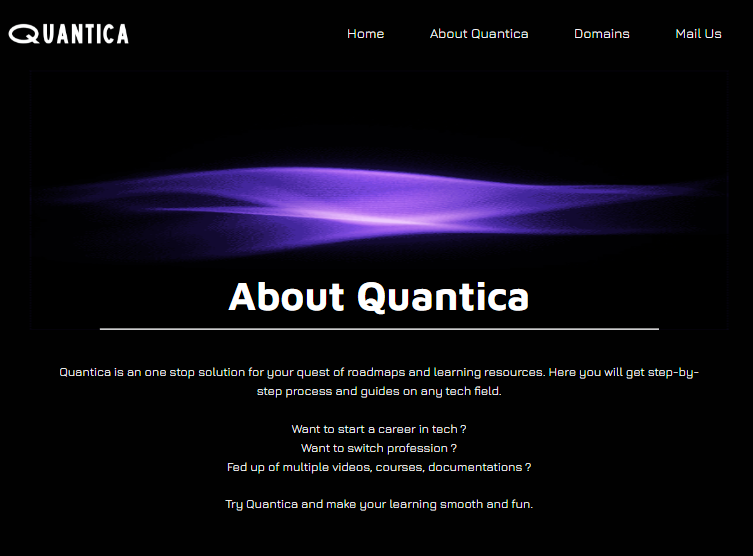 QUANTICA
Home
About Quantica
Domains
Mail Us
About Quantica
Quantica is an one stop solution for your quest of roadmaps and learning resources. Here you will get step-by-
step process and guides on any tech field.
Want to start a career in tech ?
Want to switch profession ?
Fed up of multiple videos, courses, documentations ?
Try Quantica and make your learning smooth and fun.